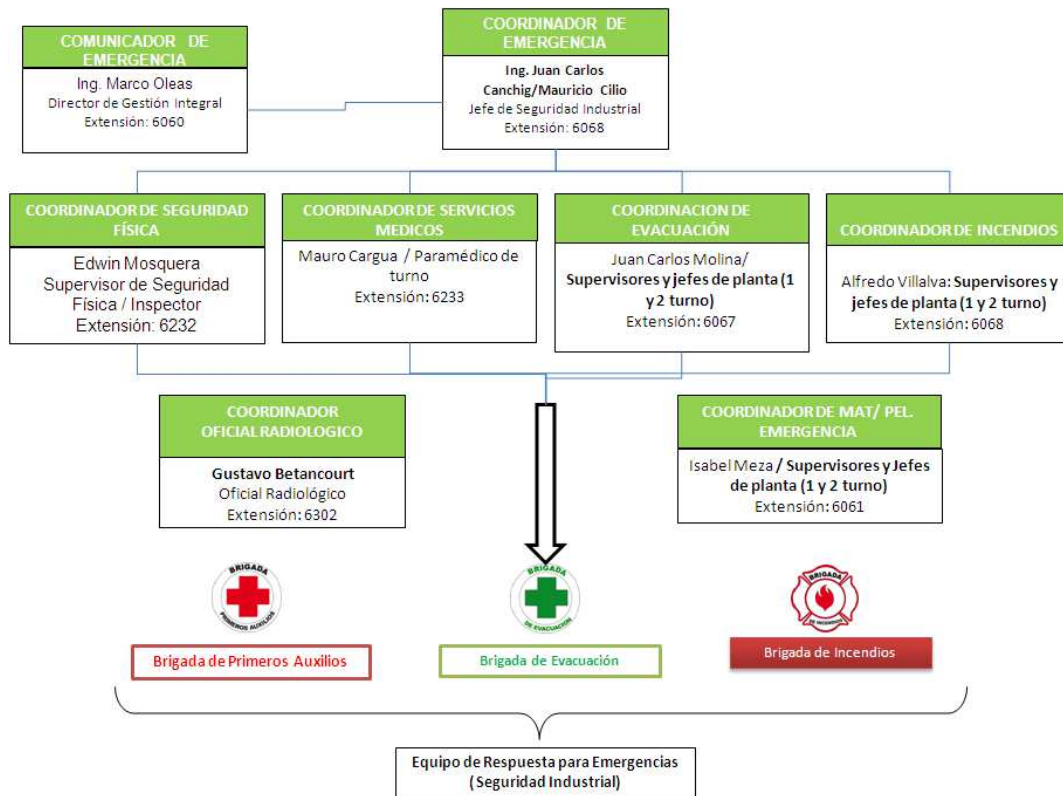 COMUNICADOR DE
EMERGENCIA
Ing. Marco Oleas
Director de Gestión Integral
Extensión: 6060
COORDINADOR DE
EMERGENCIA
Ing. Juan Carlos
Canchig/Mauricio Cilio
Jefe de Seguridad Industrial
Extensión: 6068
COORDINADOR DE SEGURIDAD
FÍSICA
Edwin Mosquera
Supervisor de Seguridad
Física / Inspector
Extensión: 6232
COORDINADOR DE SERVICIOS
MEDICOS
Mauro Cargua / Paramédico de
turno
Extensión: 6233
COORDINACION DE
EVACUACIÓN
Juan Carlos Molina/
Supervisores y jefes de planta (1
y 2 turno)
Extensión: 6067
COORDINADOR DE INCENDIOS
Alfredo Villalva: Supervisores y
jefes de planta (1 y 2 turno)
Extensión: 6068
COORDINADOR
OFICIAL RADIOLOGICO
Gustavo Betancourt
Oficial Radiológico
Extensión: 6302
COORDINADOR DE MAT/ PEL.
EMERGENCIA
Isabel Meza / Supervisores y Jefes
de planta (1 y 2 turno)
Extensión: 6061
BRIGADA
PRIMEROS AUXILIOS
BRIGADA
DE EVACUACIÓN
BRIGADA
DE INCENDIOS
Brigada de Primeros Auxilios
Brigada de Evacuación
Brigada de Incendios
Equipo de Respuesta para Emergencias
(Seguridad Industrial)